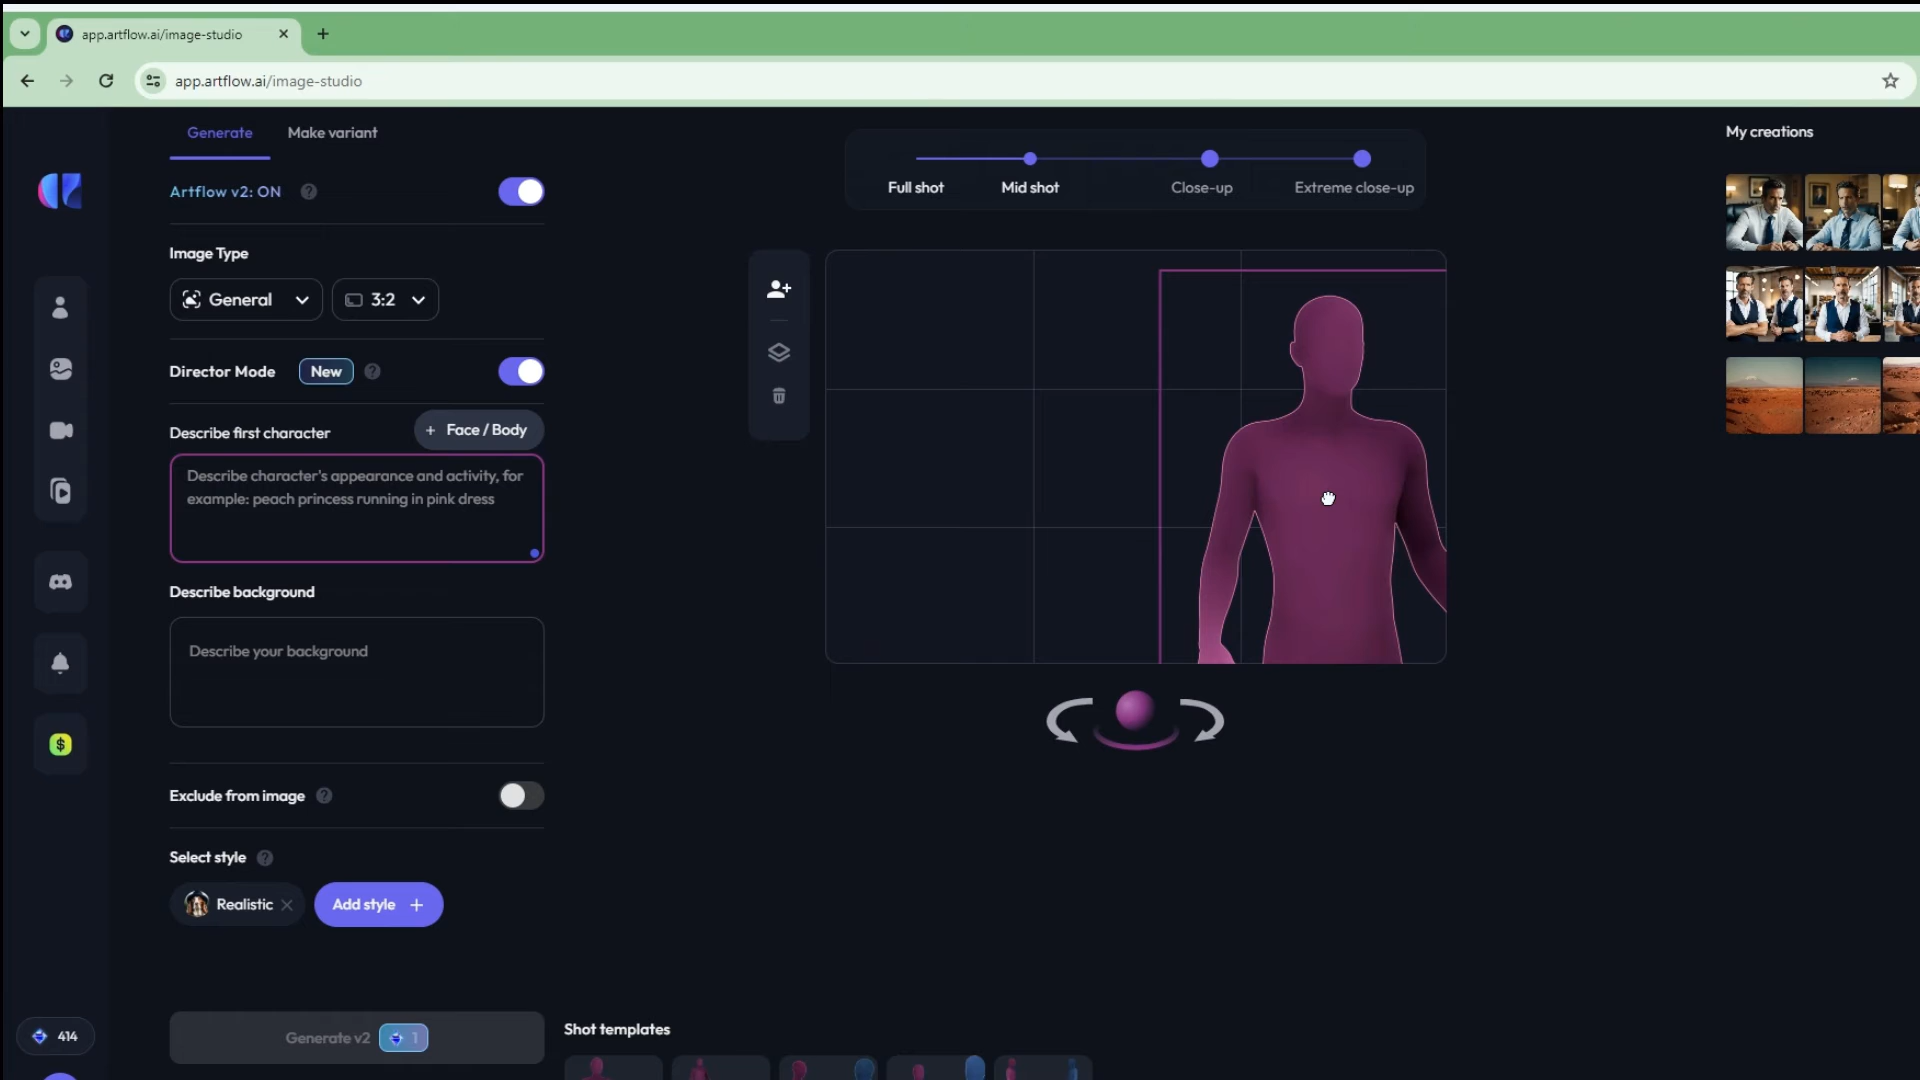 app.artflow.ai/image-studio
app.artflow.ai/image-studio
Generate
Make variant
Artflow v2: ON
Image Type
General
3:2
Director Mode
New
Describe first character
+ Face / Body
Describe character's appearance and activity, for
example: peach princess running in pink dress
Describe background
Describe your background
Exclude from image
Select style
Realistic
Add style +
Generate v2
1
414
Full shot
Mid shot
Close-up
Extreme close-up
Shot templates
My creations